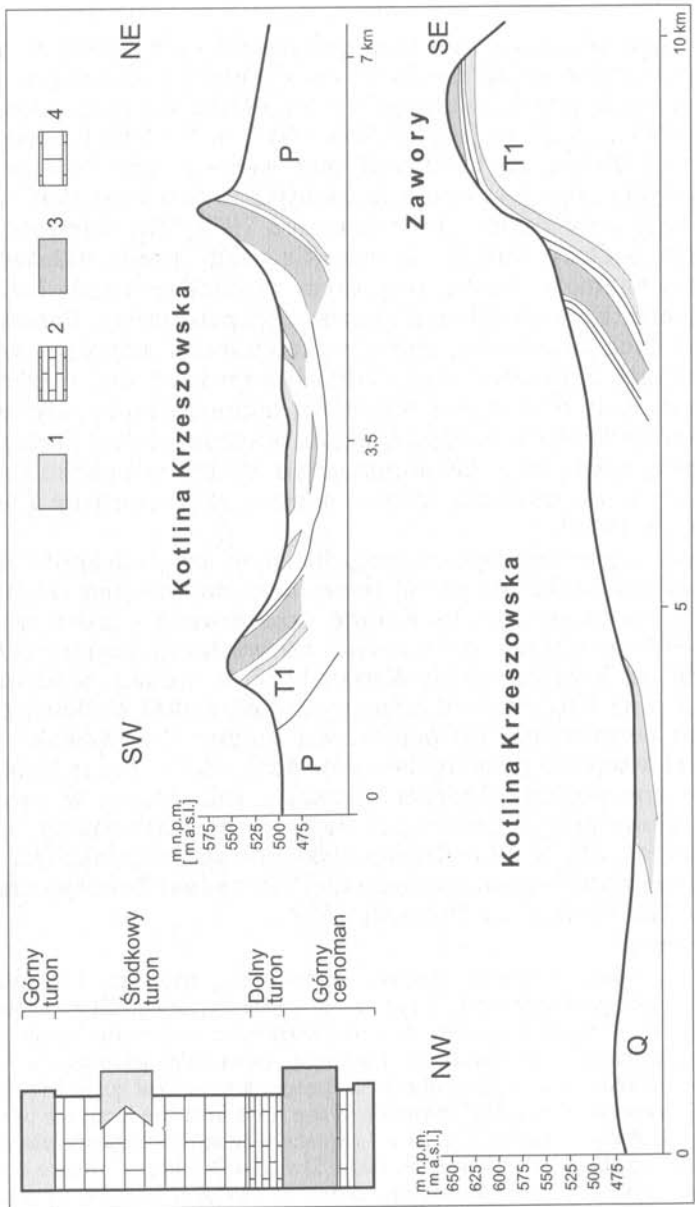 Górny turon
Środkowy turon
Dolny turon
Górny cenoman
1
2
3
4
SW
NE
Kotlina Krzeszowska
m n.p.m.
[m a.s.l.]
575
550
525
500
475
P
T1
P
0
3,5
7 km
NW
SE
Zawory
Kotlina Krzeszowska
m n.p.m.
[m a.s.l.]
650
625
600
575
550
525
500
475
Q
T1
0
5
10 km